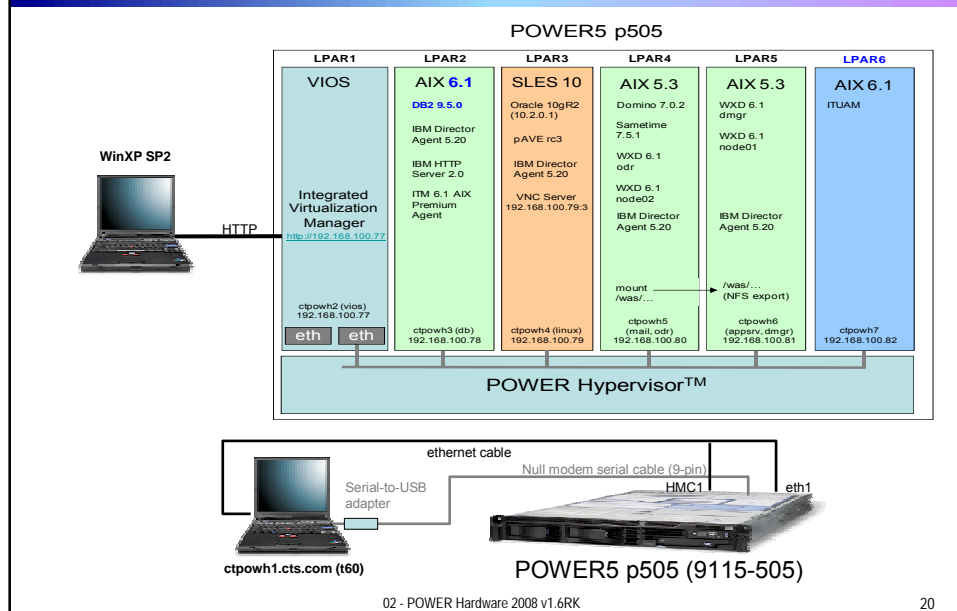 POWER5 p505
LPAR1
VIOS
Integrated
Virtualization
Manager
http://192.168.100.77
ctpowh2 (vios)
192.168.100.77
eth
eth
LPAR2
AIX 6.1
DB2 9.5.0
IBM Director
Agent 5.20
IBM HTTP
Server 2.0
ITM 6.1 AIX
Premium
Agent
ctpowh3 (db)
192.168.100.78
LPAR3
SLES 10
Oracle 10gR2
(10.2.0.1)
pAVE rc3
IBM Director
Agent 5.20
VNC Server
192.168.100.79:3
ctpowh4 (linux)
192.168.100.79
LPAR4
AIX 5.3
Domino 7.0.2
Sametime
7.5.1
WXD 6.1
odr
WXD 6.1
node02
IBM Director
Agent 5.20
mount
/was/...
ctpowh5
(mail, odr)
192.168.100.80
LPAR5
AIX 5.3
WXD 6.1
dmgr
WXD 6.1
node01
IBM Director
Agent 5.20
/was/...
(NFS export)
ctpowh6
(appsrv, dmgr)
192.168.100.81
LPAR6
AIX 6.1
ITUAM
ctpowh7
192.168.100.82
WinXP SP2
HTTP
POWER Hypervisor™
ethernet cable
Null modem serial cable (9-pin)
Serial-to-USB
adapter
HMC1
eth1
ctpowh1.cts.com (t60)
POWER5 p505 (9115-505)
02 - POWER Hardware 2008 v1.6RK
20